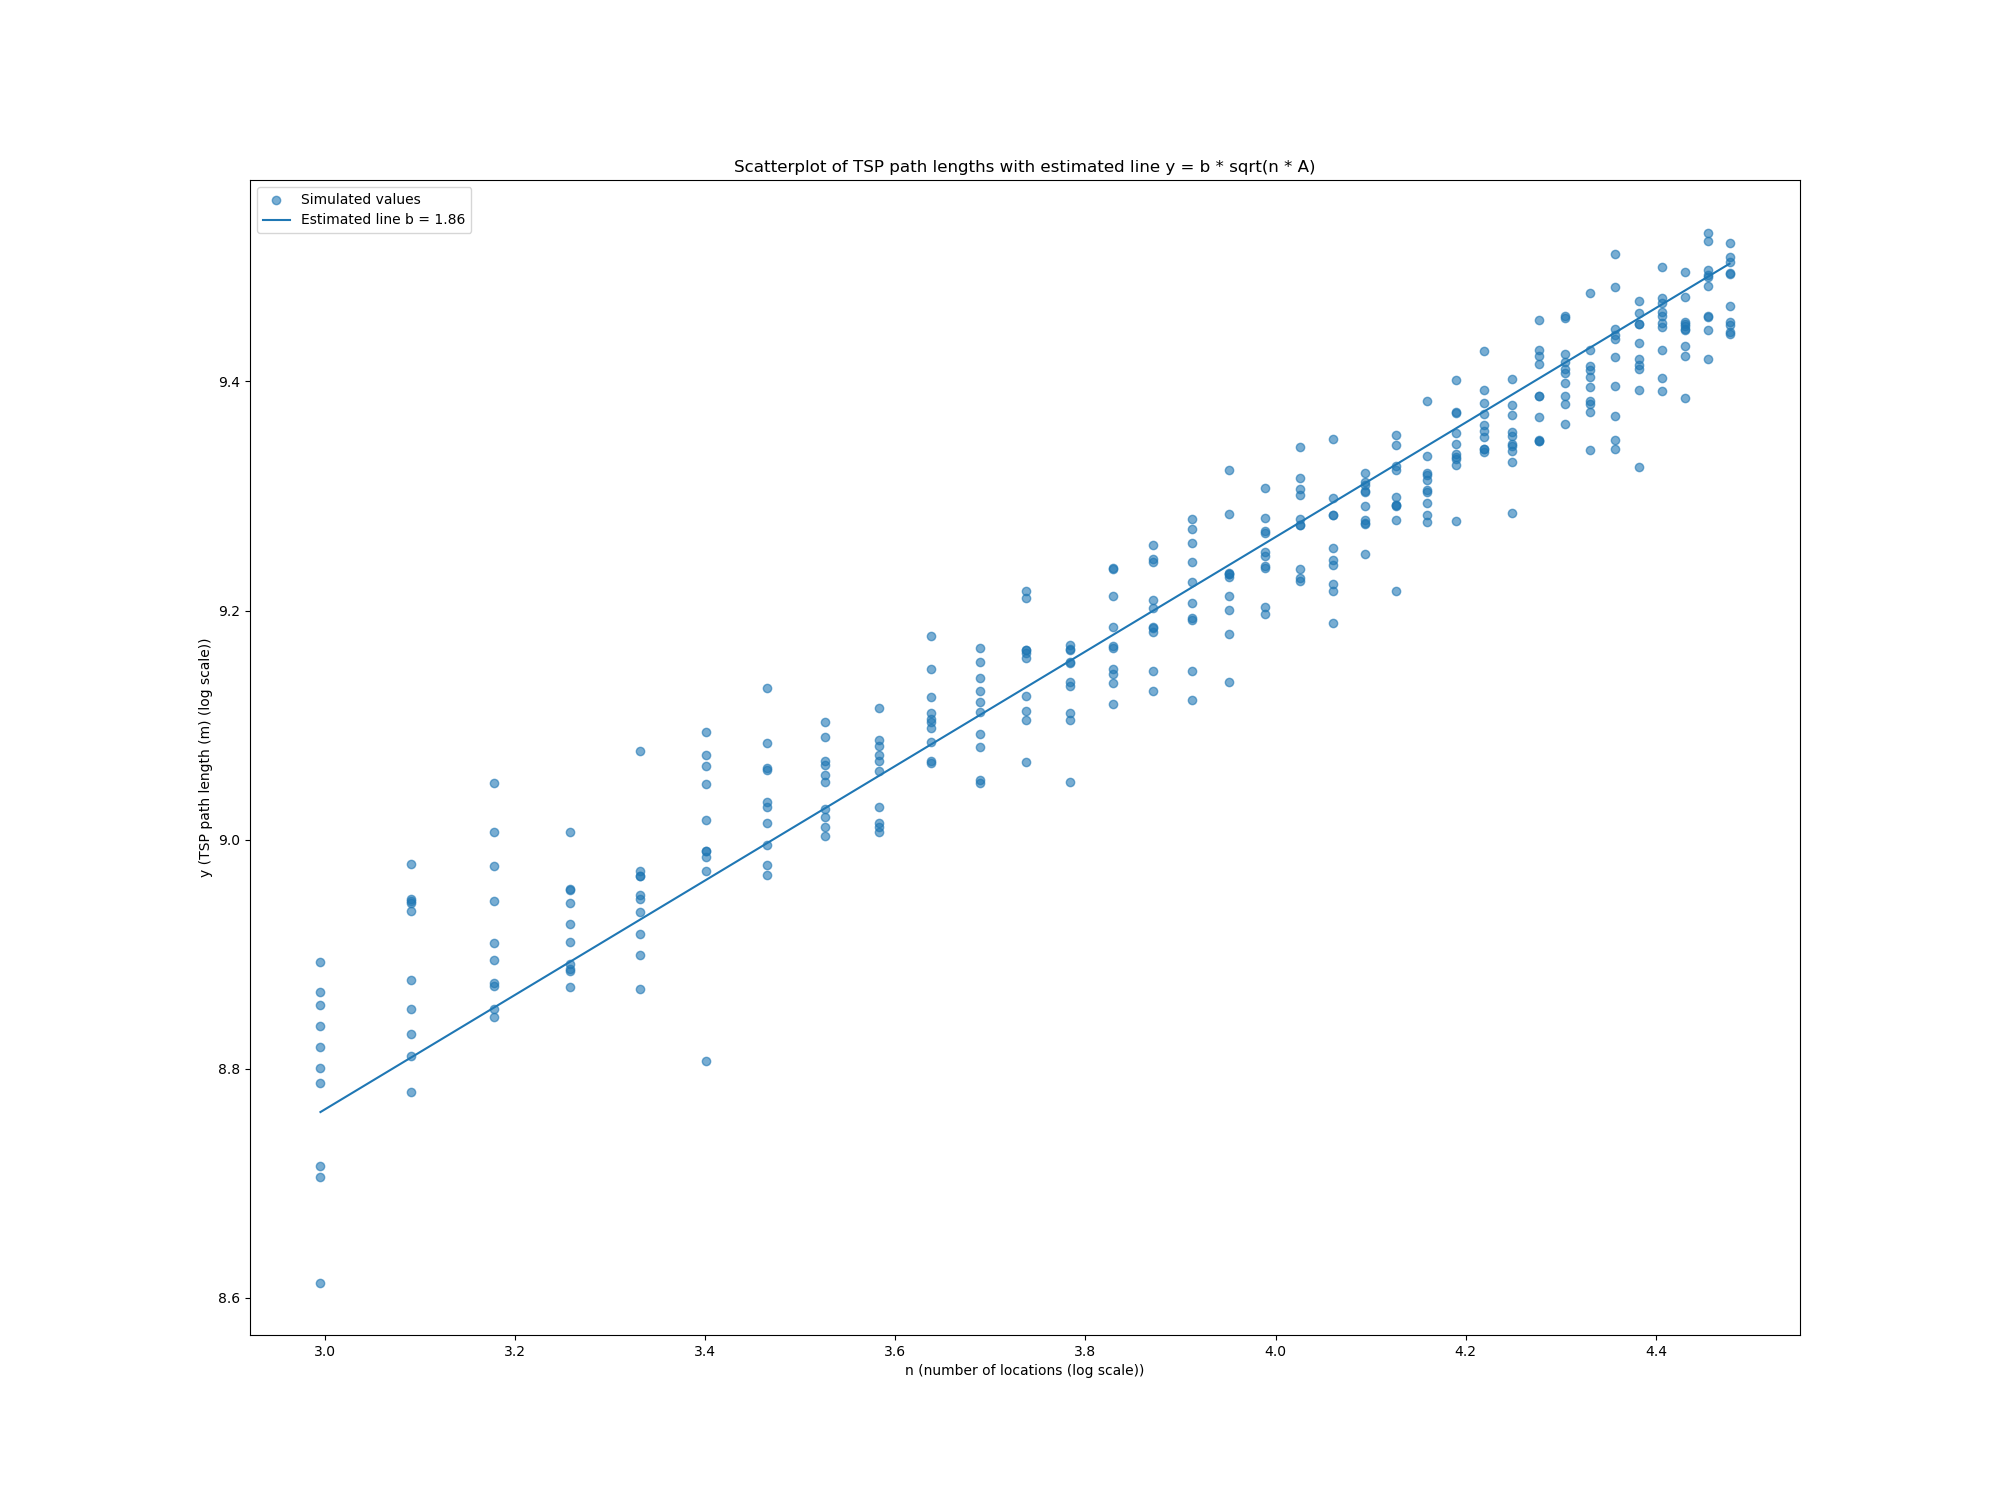 Scatterplot of TSP path lengths with estimated line y = b * sqrt(n * A)
Simulated values
Estimated line b = 1.86
9.4
9.2
9.0
8.8
8.6
y (TSP path length (m) (log scale))
3.0 3.2 3.4 3.6 3.8 4.0 4.2 4.4
n (number of locations (log scale))